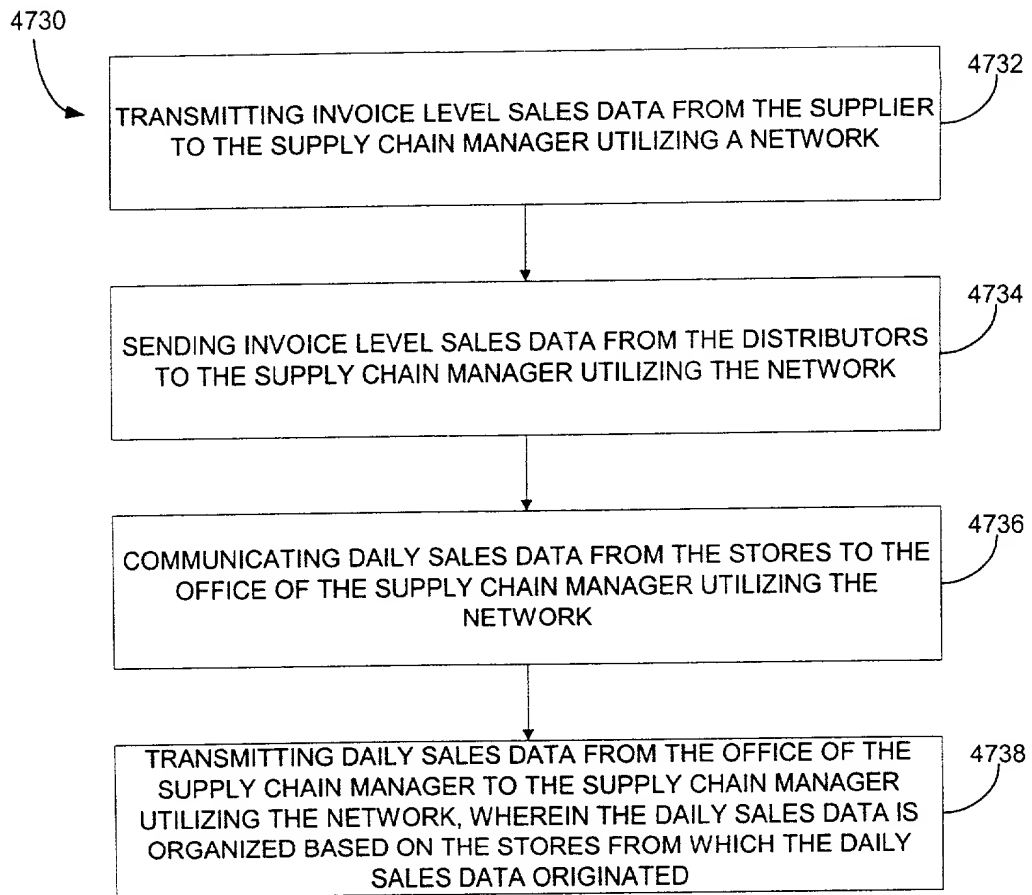 4730
4732
TRANSMITTING INVOICE LEVEL SALES DATA FROM THE SUPPLIER
TO THE SUPPLY CHAIN MANAGER UTILIZING A NETWORK
4734
SENDING INVOICE LEVEL SALES DATA FROM THE DISTRIBUTORS
TO THE SUPPLY CHAIN MANAGER UTILIZING THE NETWORK
4736
COMMUNICATING DAILY SALES DATA FROM THE STORES TO THE
OFFICE OF THE SUPPLY CHAIN MANAGER UTILIZING THE
NETWORK
4738
TRANSMITTING DAILY SALES DATA FROM THE OFFICE OF THE
SUPPLY CHAIN MANAGER TO THE SUPPLY CHAIN MANAGER
UTILIZING THE NETWORK, WHEREIN THE DAILY SALES DATA IS
ORGANIZED BASED ON THE STORES FROM WHICH THE DAILY
SALES DATA ORIGINATED